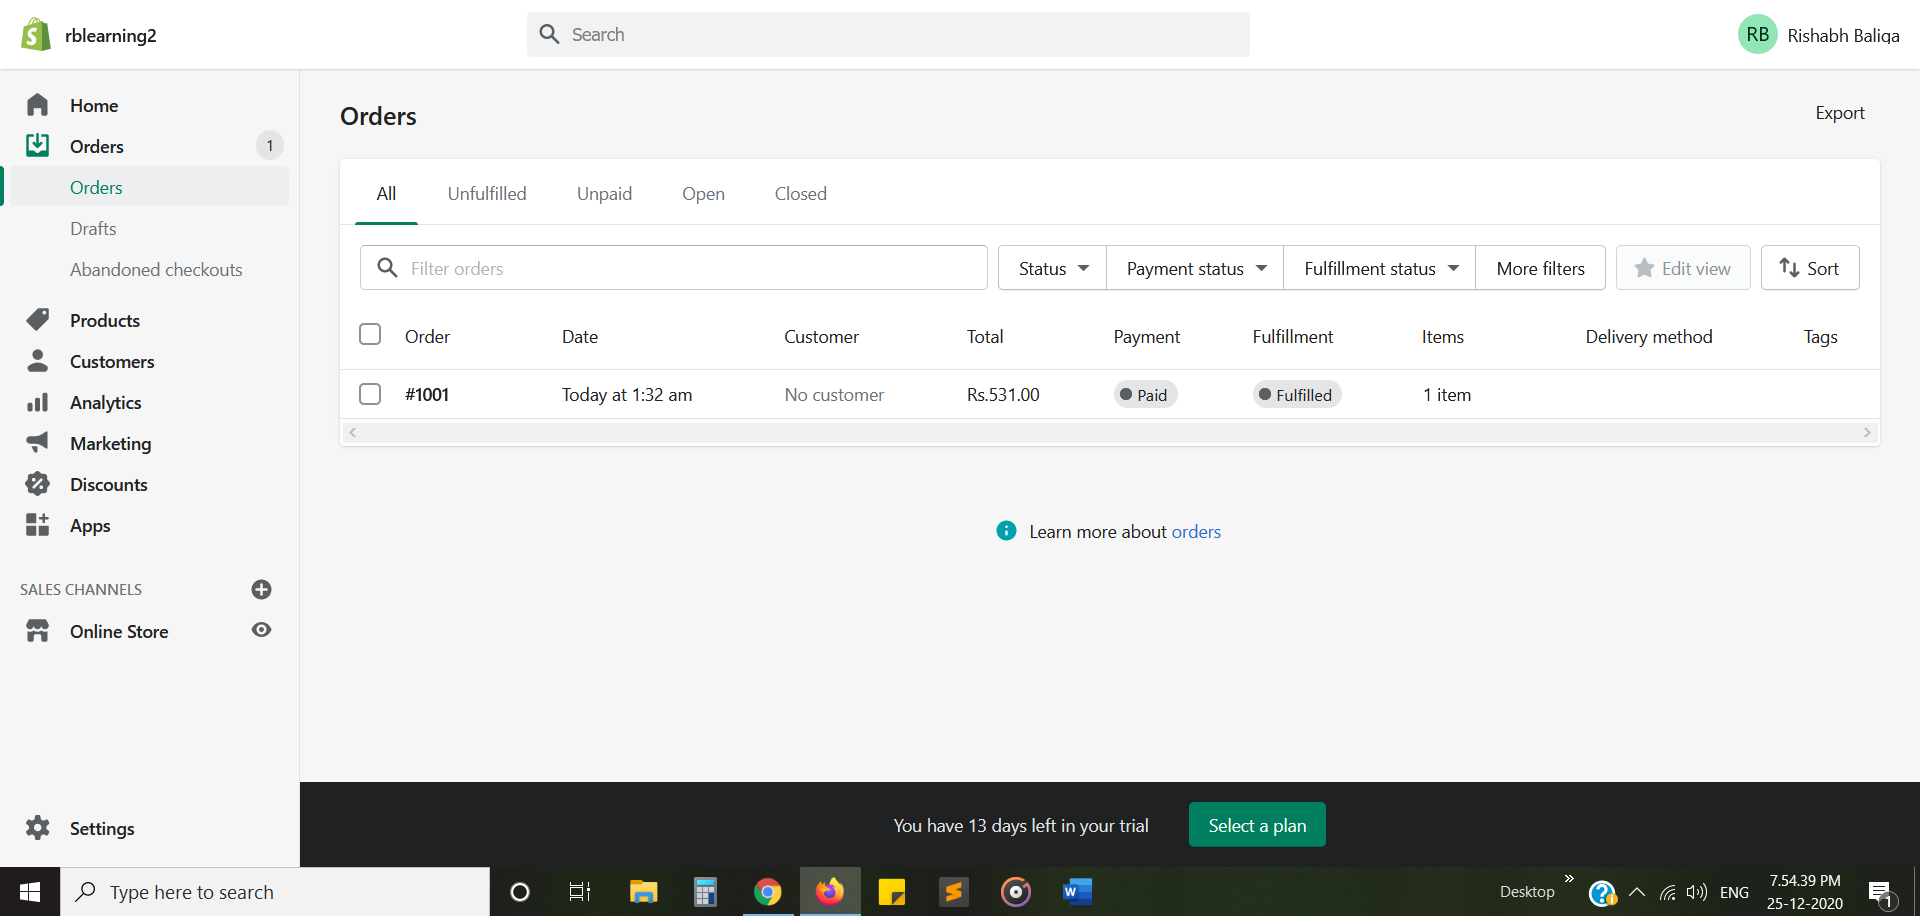 rblearning2
Search
RB Rishabh Baliga
Home
Orders 1
Orders
Drafts
Abandoned checkouts
Products
Customers
Analytics
Marketing
Discounts
Apps
SALES CHANNELS
Online Store
Settings
Orders
Export
All Unfulfilled Unpaid Open Closed
Filter orders Status Payment status Fulfillment status More filters Edit view Sort
Order Date Customer Total Payment Fulfillment Items Delivery method Tags
#1001 Today at 1:32 am No customer Rs.531.00 Paid Fulfilled 1 item
Learn more about orders
You have 13 days left in your trial Select a plan
Type here to search
Desktop
ENG
7.54.39 PM
25-12-2020
1